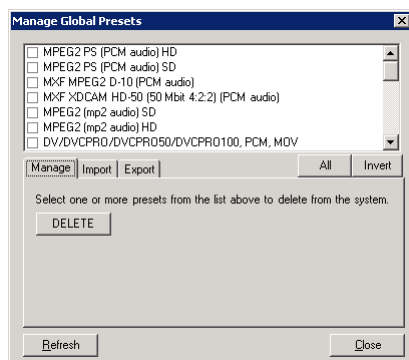 Manage Global Presets
MPEG2 PS (PCM audio) HD
MPEG2 PS (PCM audio) SD
MXF MPEG2 D-10 (PCM audio)
MXF XDCAM HD-50 (50 Mbit 4:2:2) (PCM audio)
MPEG2 (mp2 audio) SD
MPEG2 (mp2 audio) HD
DV/DVCPRO/DVCPRO50/DVCPRO100, PCM, MOV
Manage Import Export All Invert
Select one or more presets from the list above to delete from the system.
DELETE
Refresh Close